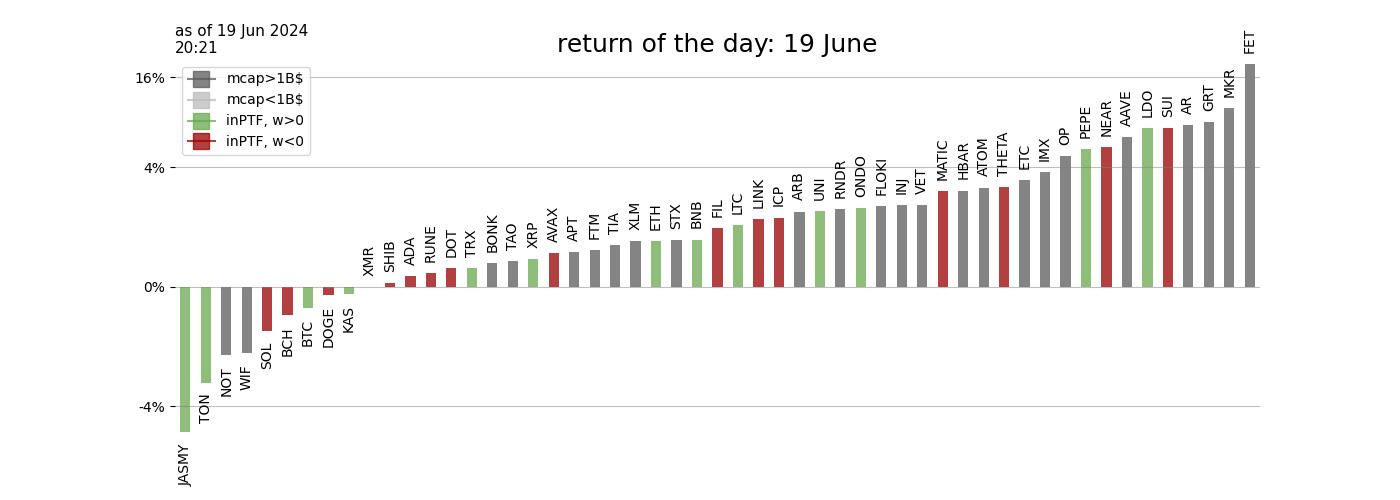 as of 19 Jun 2024
20:21
return of the day: 19 June
mcap>1B$
mcap<1B$
inPTF, w>0
inPTF, w<0
16%
4%
0%
-4%
JASMY
TON
NOT
WIF
SOL
BCH
BTC
DOGE
KAS
XMR
SHIB
ADA
RUNE
DOT
TRX
BONK
TAO
XRP
AVAX
APT
FTM
TIA
XLM
ETH
STX
BNB
FIL
LTC
LINK
ICP
ARB
UNI
RNDR
ONDO
FLOKI
INJ
VET
MATIC
HBAR
ATOM
THETA
ETC
IMX
OP
PEPE
NEAR
AAVE
LDO
SUI
AR
GRT
MKR
FET